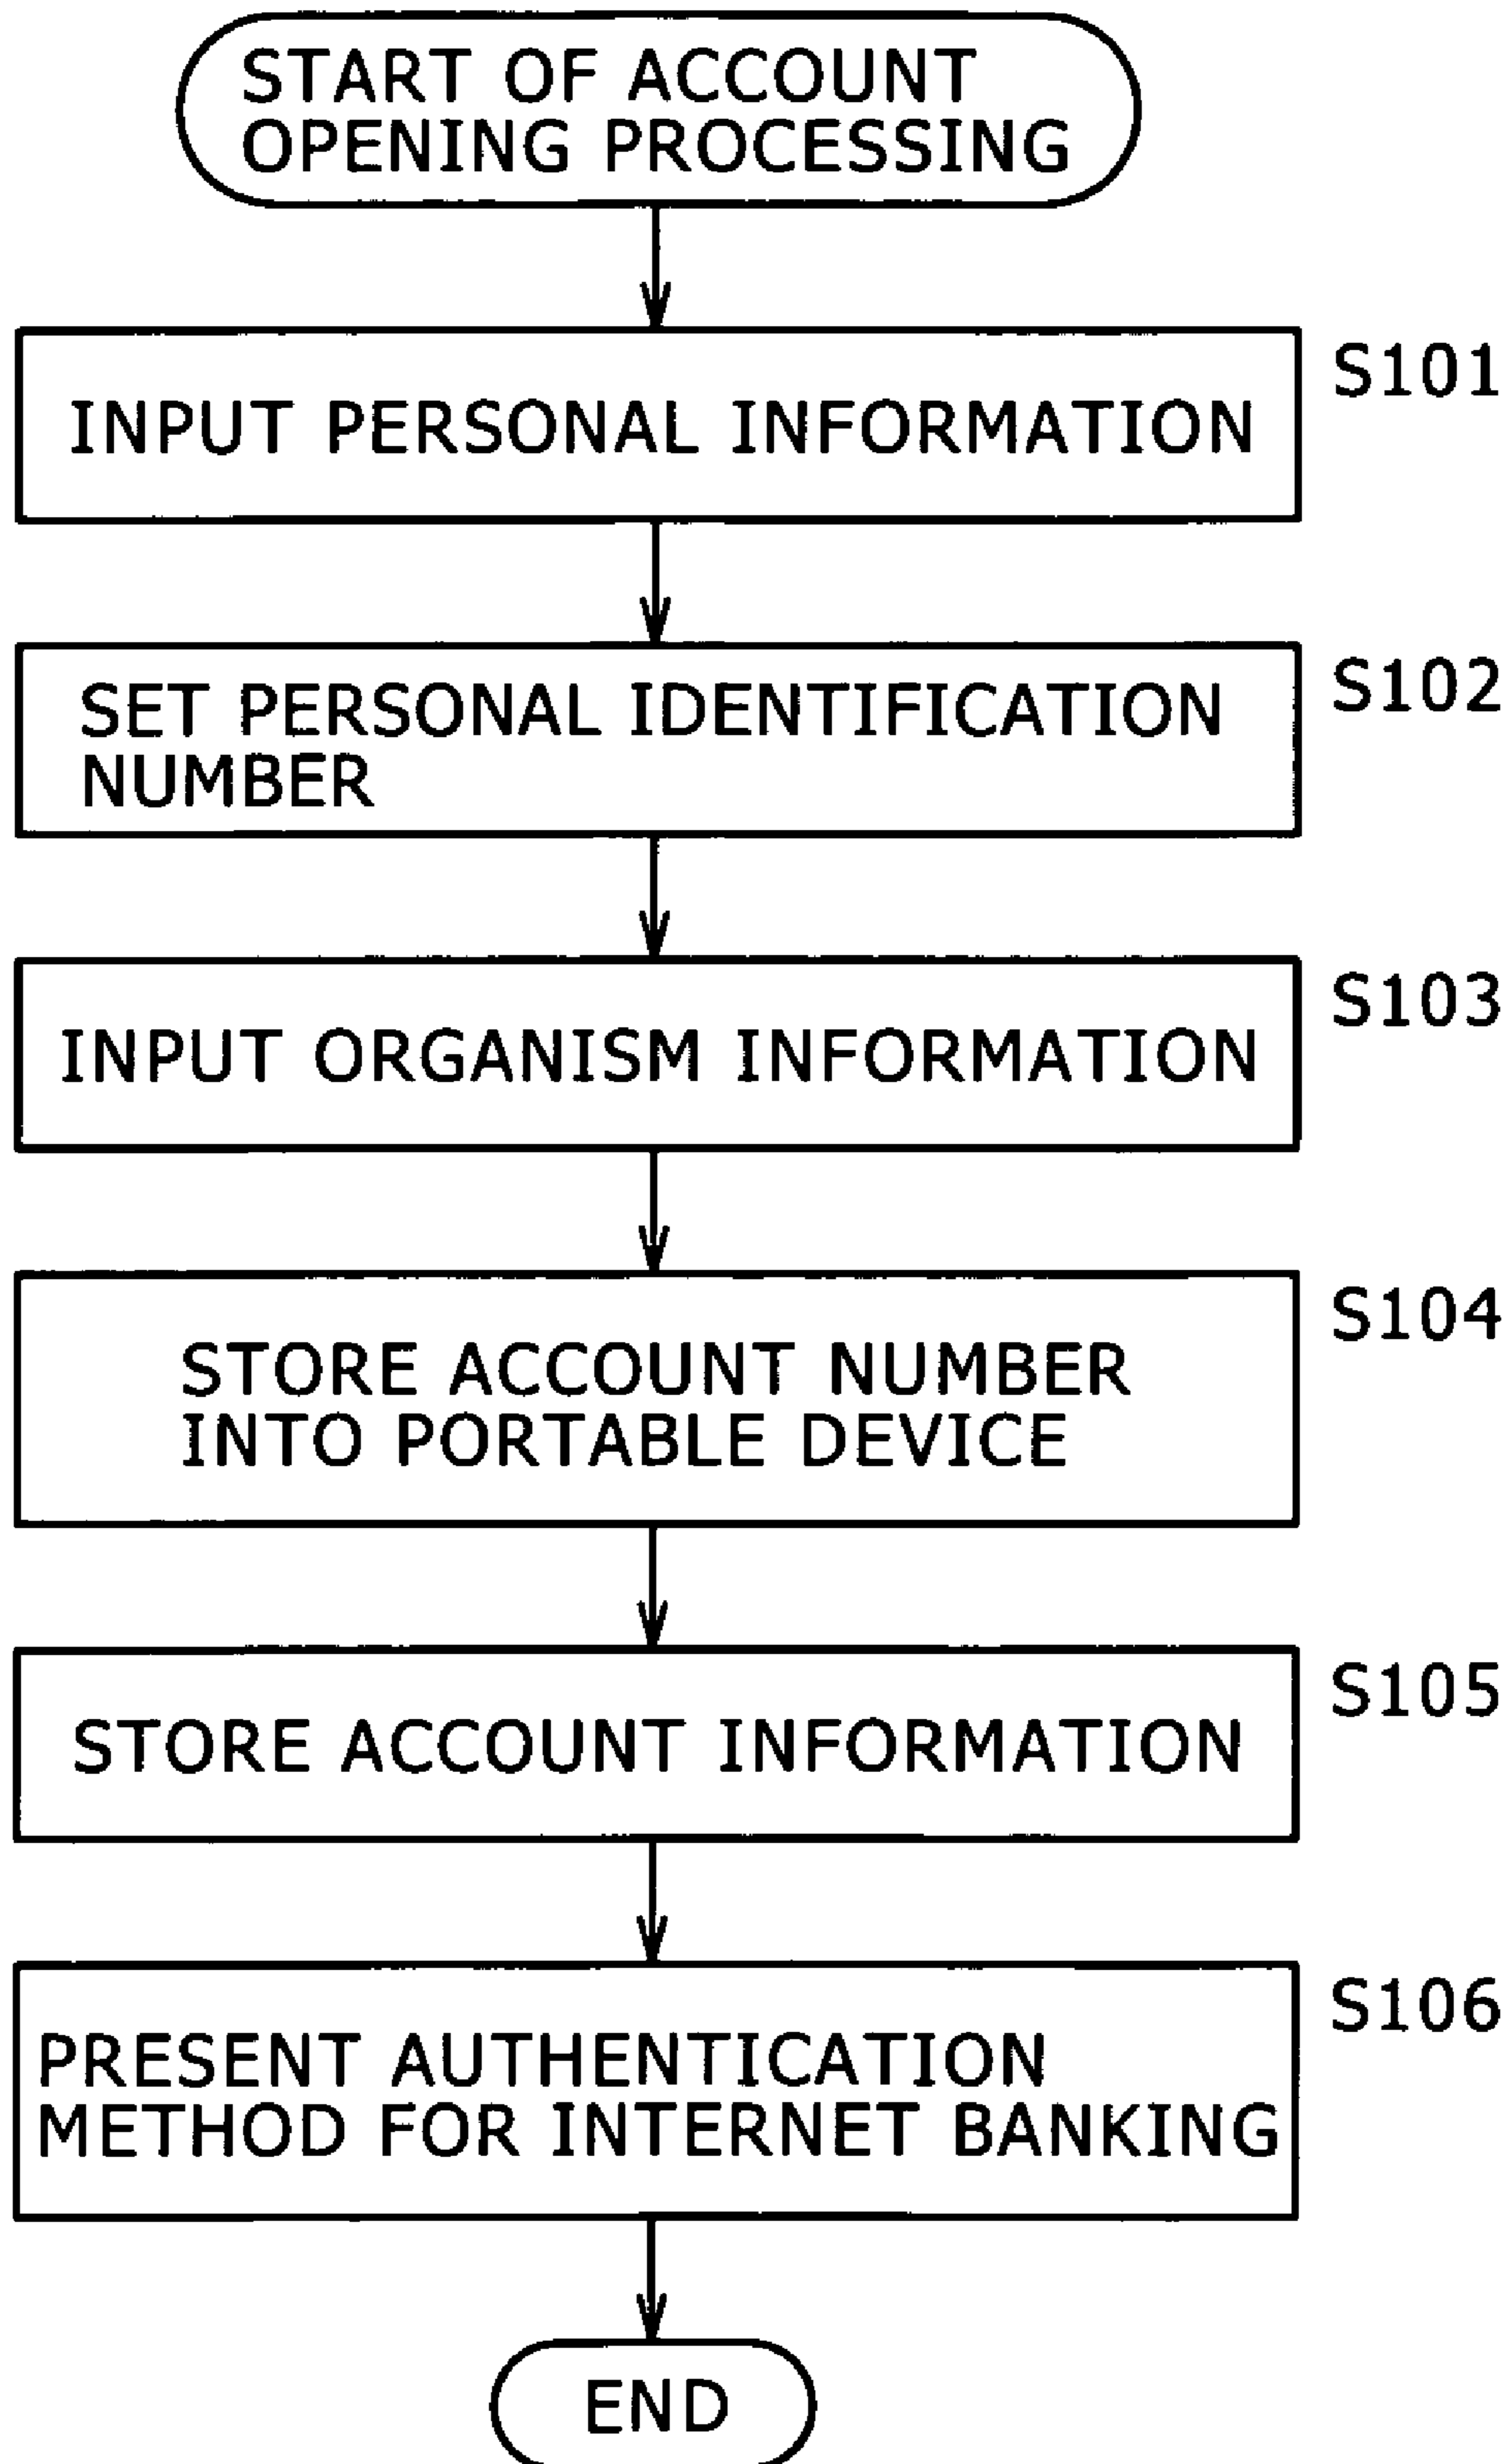 START OF ACCOUNT
OPENING PROCESSING
S101
INPUT PERSONAL INFORMATION
S102
SET PERSONAL IDENTIFICATION
NUMBER
S103
INPUT ORGANISM INFORMATION
S104
STORE ACCOUNT NUMBER
INTO PORTABLE DEVICE
S105
STORE ACCOUNT INFORMATION
S106
PRESENT AUTHENTICATION
METHOD FOR INTERNET BANKING
END